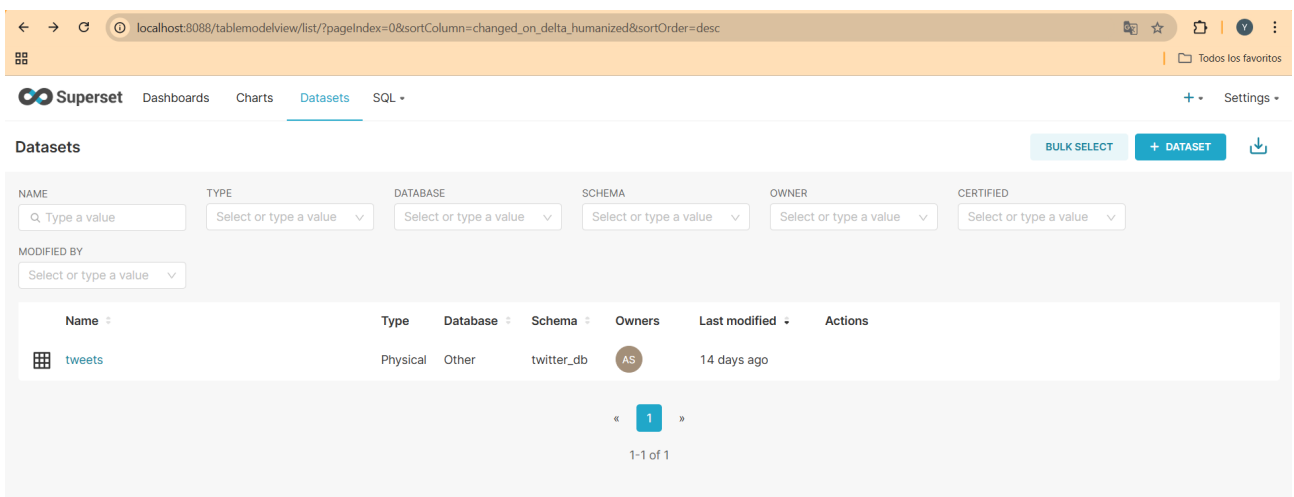 localhost:8088/tablemodelview/list/?pageIndex=0&sortColumn=changed_on_delta_humanized&sortOrder=desc
Y
Todos los favoritos
Superset Dashboards Charts Datasets SQL + Settings
Datasets BULK SELECT + DATASET
NAME TYPE DATABASE SCHEMA OWNER CERTIFIED
Type a value Select or type a value Select or type a value Select or type a value Select or type a value Select or type a value
MODIFIED BY
Select or type a value
Name Type Database Schema Owners Last modified Actions
tweets Physical Other twitter_db AS 14 days ago
« 1 »
1-1 of 1